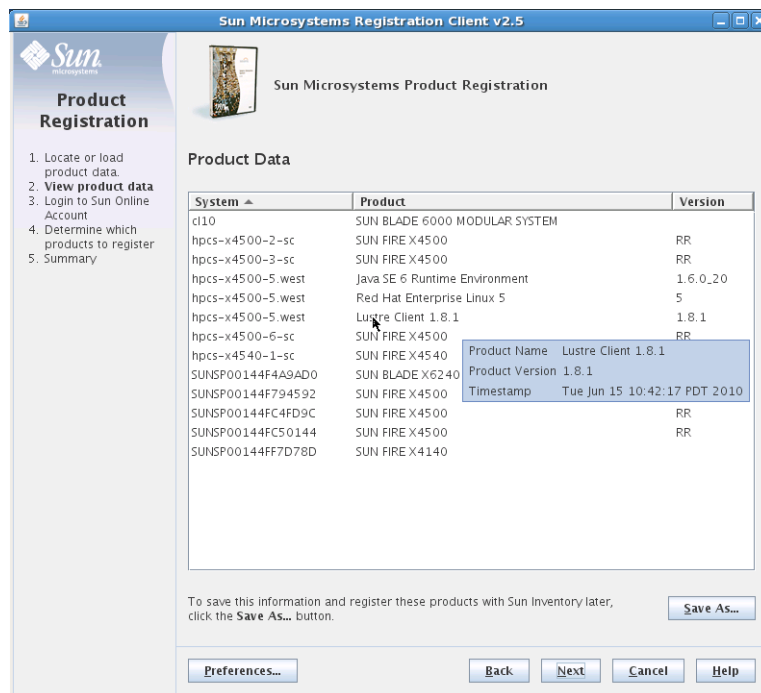 Sun Microsystems Registration Client v2.5
Sun
microsystems
Product
Registration
1. Locate or load
product data.
2. View product data
3. Login to Sun Online
Account
4. Determine which
products to register
5. Summary
Sun Microsystems Product Registration
Product Data
System Product Version
cl10 SUN BLADE 6000 MODULAR SYSTEM
hpcs-x4500-2-sc SUN FIRE X4500 RR
hpcs-x4500-3-sc SUN FIRE X4500 RR
hpcs-x4500-5.west Java SE 6 Runtime Environment 1.6.0_20
hpcs-x4500-5.west Red Hat Enterprise Linux 5 5
hpcs-x4500-5.west Lustre Client 1.8.1 1.8.1
hpcs-x4500-6-sc SUN FIRE X4500 RR
hpcs-x4540-1-sc SUN FIRE X4540
SUNSP00144F4A9AD0 SUN BLADE X6240
SUNSP00144F794592 SUN FIRE X4500
SUNSP00144FC4FD9C SUN FIRE X4500 RR
SUNSP00144FC50144 SUN FIRE X4500 RR
SUNSP00144FF7D78D SUN FIRE X4140
Product Name Lustre Client 1.8.1
Product Version 1.8.1
Timestamp Tue Jun 15 10:42:17 PDT 2010
To save this information and register these products with Sun Inventory later,
click the Save As... button.
Save As...
Preferences... Back Next Cancel Help